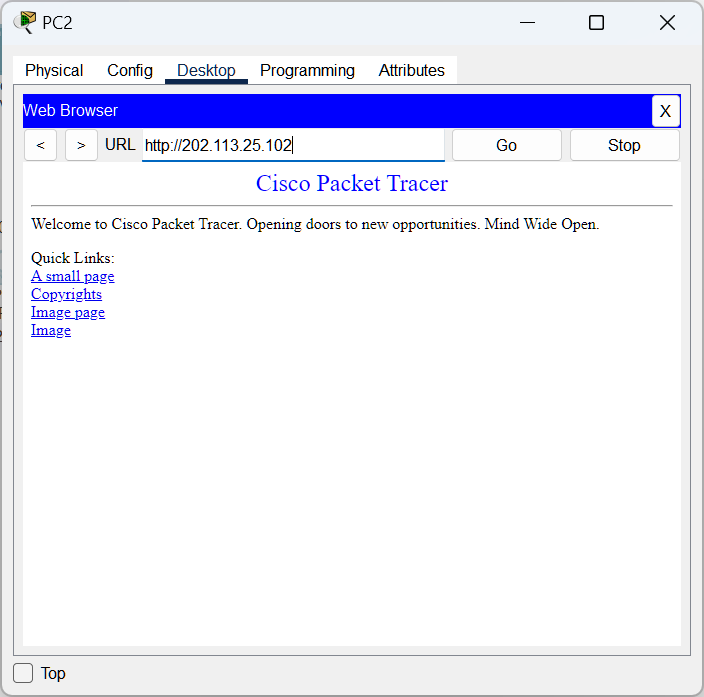 PC2
Physical Config Desktop Programming Attributes
Web Browser X
< > URL http://202.113.25.102 Go Stop
Cisco Packet Tracer
Welcome to Cisco Packet Tracer. Opening doors to new opportunities. Mind Wide Open.
Quick Links:
A small page
Copyrights
Image page
Image
Top